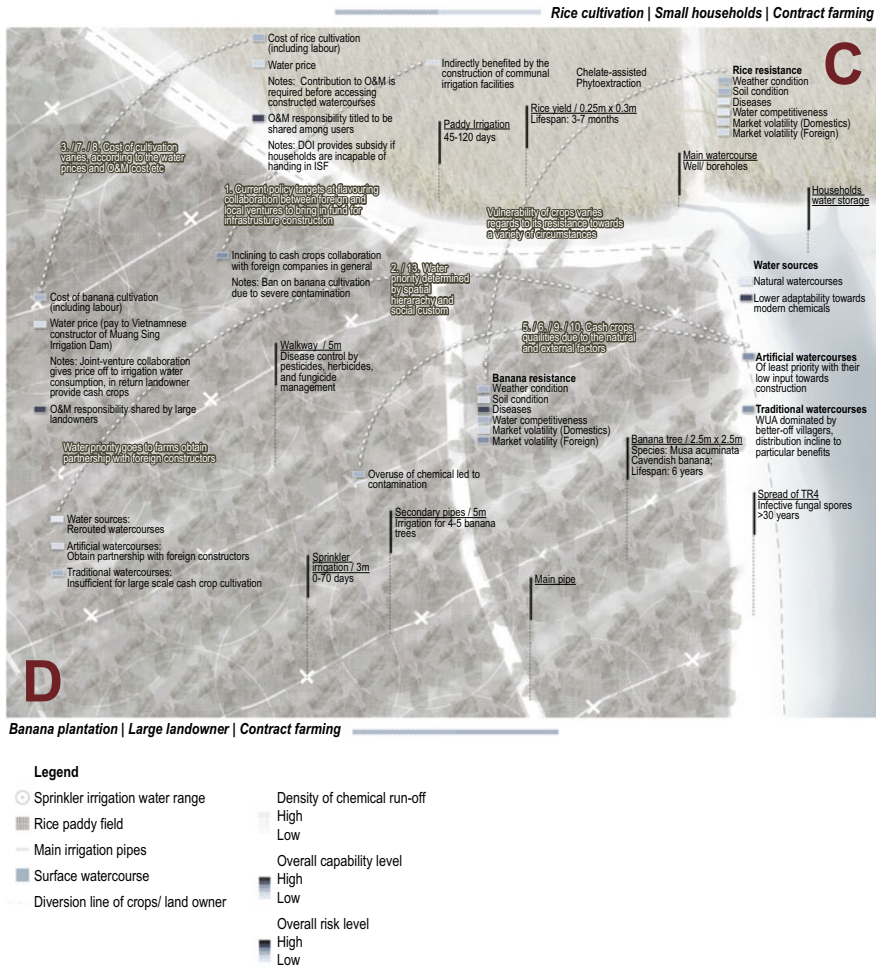 Rice cultivation | Small households | Contract farming
C
Cost of rice cultivation
(including labour)
Water price
Notes: Contribution to O&M is
required before accessing
constructed watercourses
O&M responsibility titled to be
shared among users
Notes: DOI provides subsidy if
households are incapable of
handing in ISF
Indirectly benefited by the
construction of communal
irrigation facilities
Paddy Irrigation
45-120 days
Chelate-assisted
Phytoextraction
Rice yield / 0.25m x 0.3m
Lifespan: 3-7 months
Rice resistance
Weather condition
Soil condition
Diseases
Water competitiveness
Market volatility (Domestics)
Market volatility (Foreign)
Main watercourse
Well/ boreholes
Households
water storage
3. / 7. / 8. Cost of cultivation
varies, according to the water
prices and O&M cost etc
1. Current policy targets at flavouring
collaboration between foreign and
local ventures to bring in fund for
infrastrusture construction
Vulnerability of crops varies
regards to its resistance towards
a variety of circumstances
Inclining to cash crops collaboration
with foreign companies in general
Notes: Ban on banana cultivation
due to severe contamination
2. / 13. Water
priority determined
by spatial
hierarachy and
social custom
Water sources
Natural watercourses
Lower adaptability towards
modern chemicals
Cost of banana cultivation
(including labour)
Water price (pay to Vietnamnese
constructor of Muang Sing
Irrigation Dam)
Notes: Joint-venture collaboration
gives price off to irrigation water
consumption, in return landowner
provide cash crops
O&M responsibility shared by large
landowners
Walkway / 5m
Disease control by
pesticides, herbicides,
and fungicide
management
5. / 6. / 9. / 10. Cash crops
quailities due to the natural
and external factors
Artificial watercourses
Of least priority with their
low input towards
construction
Traditional watercourses
WUA dominated by
better-off villagers,
distribution incline to
particular benefits
Banana resistance
Weather condition
Soil condition
Diseases
Water competitiveness
Market volatility (Domestics)
Market volatility (Foreign)
Water priority goes to farms obtain
partnership with foreign constructors
Overuse of chemical led to
contamination
Banana tree / 2.5m x 2.5m
Species: Musa acuminata
Cavendish banana;
Lifespan: 6 years
Spread of TR4
Infective fungal spores
>30 years
Water sources:
Rerouted watercourses
Artificial watercourses:
Obtain partnership with foreign constructors
Traditional watercourses:
Insufficient for large scale cash crop cultivation
Secondary pipes / 5m
Irrigation for 4-5 banana
trees
Sprinkler
irrigation / 3m
0-70 days
Main pipe
D
Banana plantation | Large landowner | Contract farming
Legend
Sprinkler irrigation water range
Rice paddy field
Main irrigation pipes
Surface watercourse
Diversion line of crops/ land owner
Density of chemical run-off
High
Low
Overall capability level
High
Low
Overall risk level
High
Low